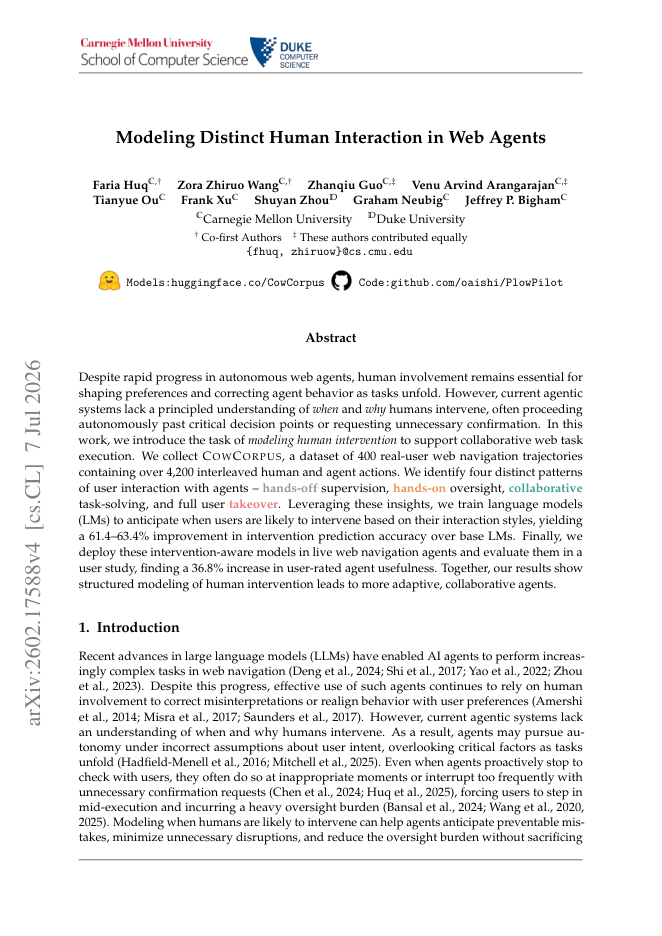 Carnegie Mellon University
School of Computer Science
DUKE
COMPUTER
SCIENCE
Modeling Distinct Human Interaction in Web Agents
Faria Huq^C,† Zora Zhiruo Wang^C,† Zhanqiu Guo^C,‡ Venu Arvind Arangarajan^C,‡
Tianyue Ou^C Frank Xu^C Shuyan Zhou^D Graham Neubig^C Jeffrey P. Bigham^C
^CCarnegie Mellon University ^DDuke University
† Co-first Authors ‡ These authors contributed equally
{fhuq, zhiruow}@cs.cmu.edu
Models:huggingface.co/CowCorpus Code:github.com/oaishi/PlowPilot
Abstract
Despite rapid progress in autonomous web agents, human involvement remains essential for
shaping preferences and correcting agent behavior as tasks unfold. However, current agentic
systems lack a principled understanding of when and why humans intervene, often proceeding
autonomously past critical decision points or requesting unnecessary confirmation. In this
work, we introduce the task of modeling human intervention to support collaborative web task
execution. We collect COWCORPUS, a dataset of 400 real-user web navigation trajectories
containing over 4,200 interleaved human and agent actions. We identify four distinct patterns
of user interaction with agents – hands-off supervision, hands-on oversight, collaborative
task-solving, and full user takeover. Leveraging these insights, we train language models
(LMs) to anticipate when users are likely to intervene based on their interaction styles, yielding
a 61.4–63.4% improvement in intervention prediction accuracy over base LMs. Finally, we
deploy these intervention-aware models in live web navigation agents and evaluate them in a
user study, finding a 36.8% increase in user-rated agent usefulness. Together, our results show
structured modeling of human intervention leads to more adaptive, collaborative agents.
1. Introduction
Recent advances in large language models (LLMs) have enabled AI agents to perform increas-
ingly complex tasks in web navigation (Deng et al., 2024; Shi et al., 2017; Yao et al., 2022; Zhou
et al., 2023). Despite this progress, effective use of such agents continues to rely on human
involvement to correct misinterpretations or realign behavior with user preferences (Amershi
et al., 2014; Misra et al., 2017; Saunders et al., 2017). However, current agentic systems lack
an understanding of when and why humans intervene. As a result, agents may pursue au-
tonomy under incorrect assumptions about user intent, overlooking critical factors as tasks
unfold (Hadfield-Menell et al., 2016; Mitchell et al., 2025). Even when agents proactively stop to
check with users, they often do so at inappropriate moments or interrupt too frequently with
unnecessary confirmation requests (Chen et al., 2024; Huq et al., 2025), forcing users to step in
mid-execution and incurring a heavy oversight burden (Bansal et al., 2024; Wang et al., 2020,
2025). Modeling when humans are likely to intervene can help agents anticipate preventable mis-
takes, minimize unnecessary disruptions, and reduce the oversight burden without sacrificing
arXiv:2602.17588v4 [cs.CL] 7 Jul 2026